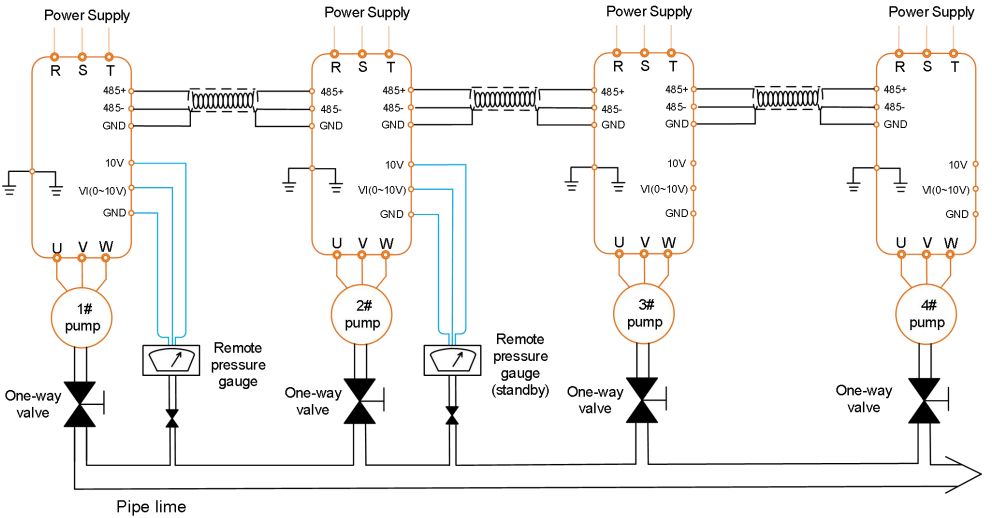 Power Supply
Power Supply
Power Supply
Power Supply
R S T
R S T
R S T
R S T
485+
485+
485+
485+
485-
485-
485-
485-
GND
GND
GND
GND
10V
10V
10V
10V
VI(0~10V)
VI(0~10V)
VI(0~10V)
VI(0~10V)
GND
GND
GND
GND
U V W
U V W
U V W
U V W
1#
pump
2#
pump
3#
pump
4#
pump
Remote
pressure
gauge
Remote
pressure
gauge
(standby)
One-way
valve
One-way
valve
One-way
valve
One-way
valve
Pipe lime